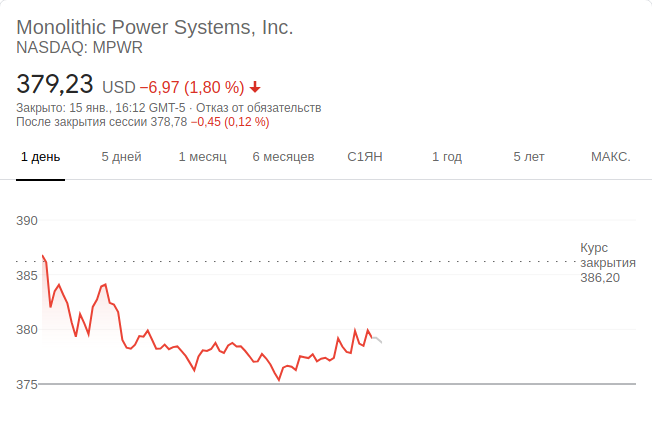 Monolithic Power Systems, Inc.
NASDAQ: MPWR
379,23 USD −6,97 (1,80 %)
Закрыто: 15 янв., 16:12 GMT-5 · Отказ от обязательств
После закрытия сессии 378,78 −0,45 (0,12 %)
1 день 5 дней 1 месяц 6 месяцев С1ЯН 1 год 5 лет МАКС.
390
Курс
закрытия
386,20
385
380
375